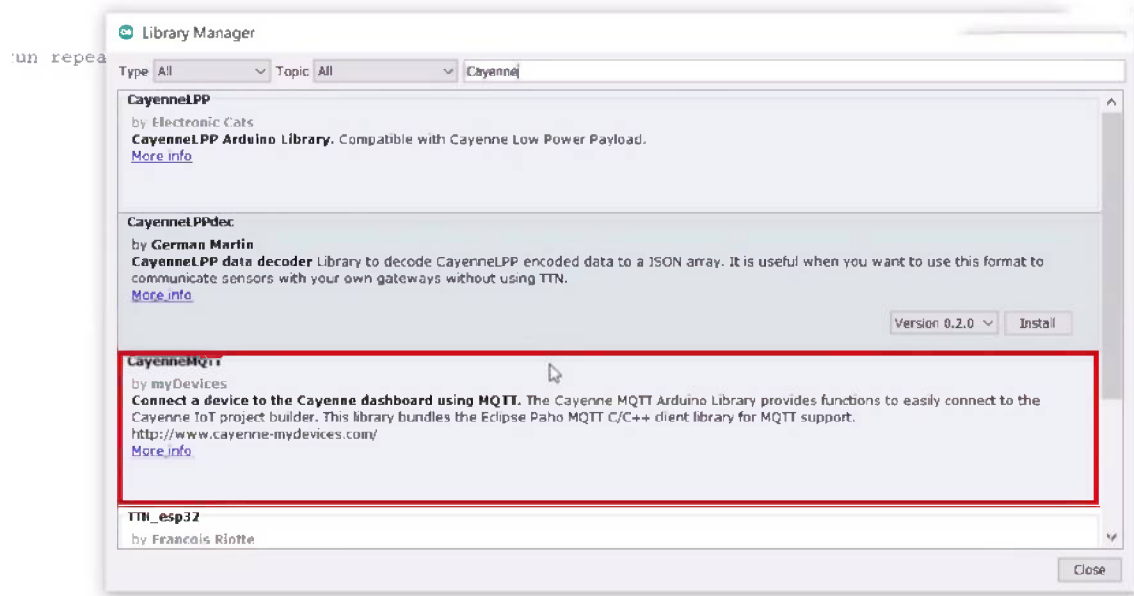 Library Manager
:un repea
Type All Topic All Cayenne
CayenneLPP
by Electronic Cats
CayenneLPP Arduino Library. Compatible with Cayenne Low Power Payload.
More info
CayenneLPPdec
by German Martin
CayenneLPP data decoder Library to decode CayenneLPP encoded data to a JSON array. It is useful when you want to use this format to
communicate sensors with your own gateways without using TTN.
More info
Version 0.2.0 Install
CayenneMQTT
by myDevices
Connect a device to the Cayenne dashboard using MQTT. The Cayenne MQTT Arduino Library provides functions to easily connect to the
Cayenne IoT project builder. This library bundles the Eclipse Paho MQTT C/C++ client library for MQTT support.
http://www.cayenne-mydevices.com/
More info
TTN_esp32
by Francois Riotte
Close